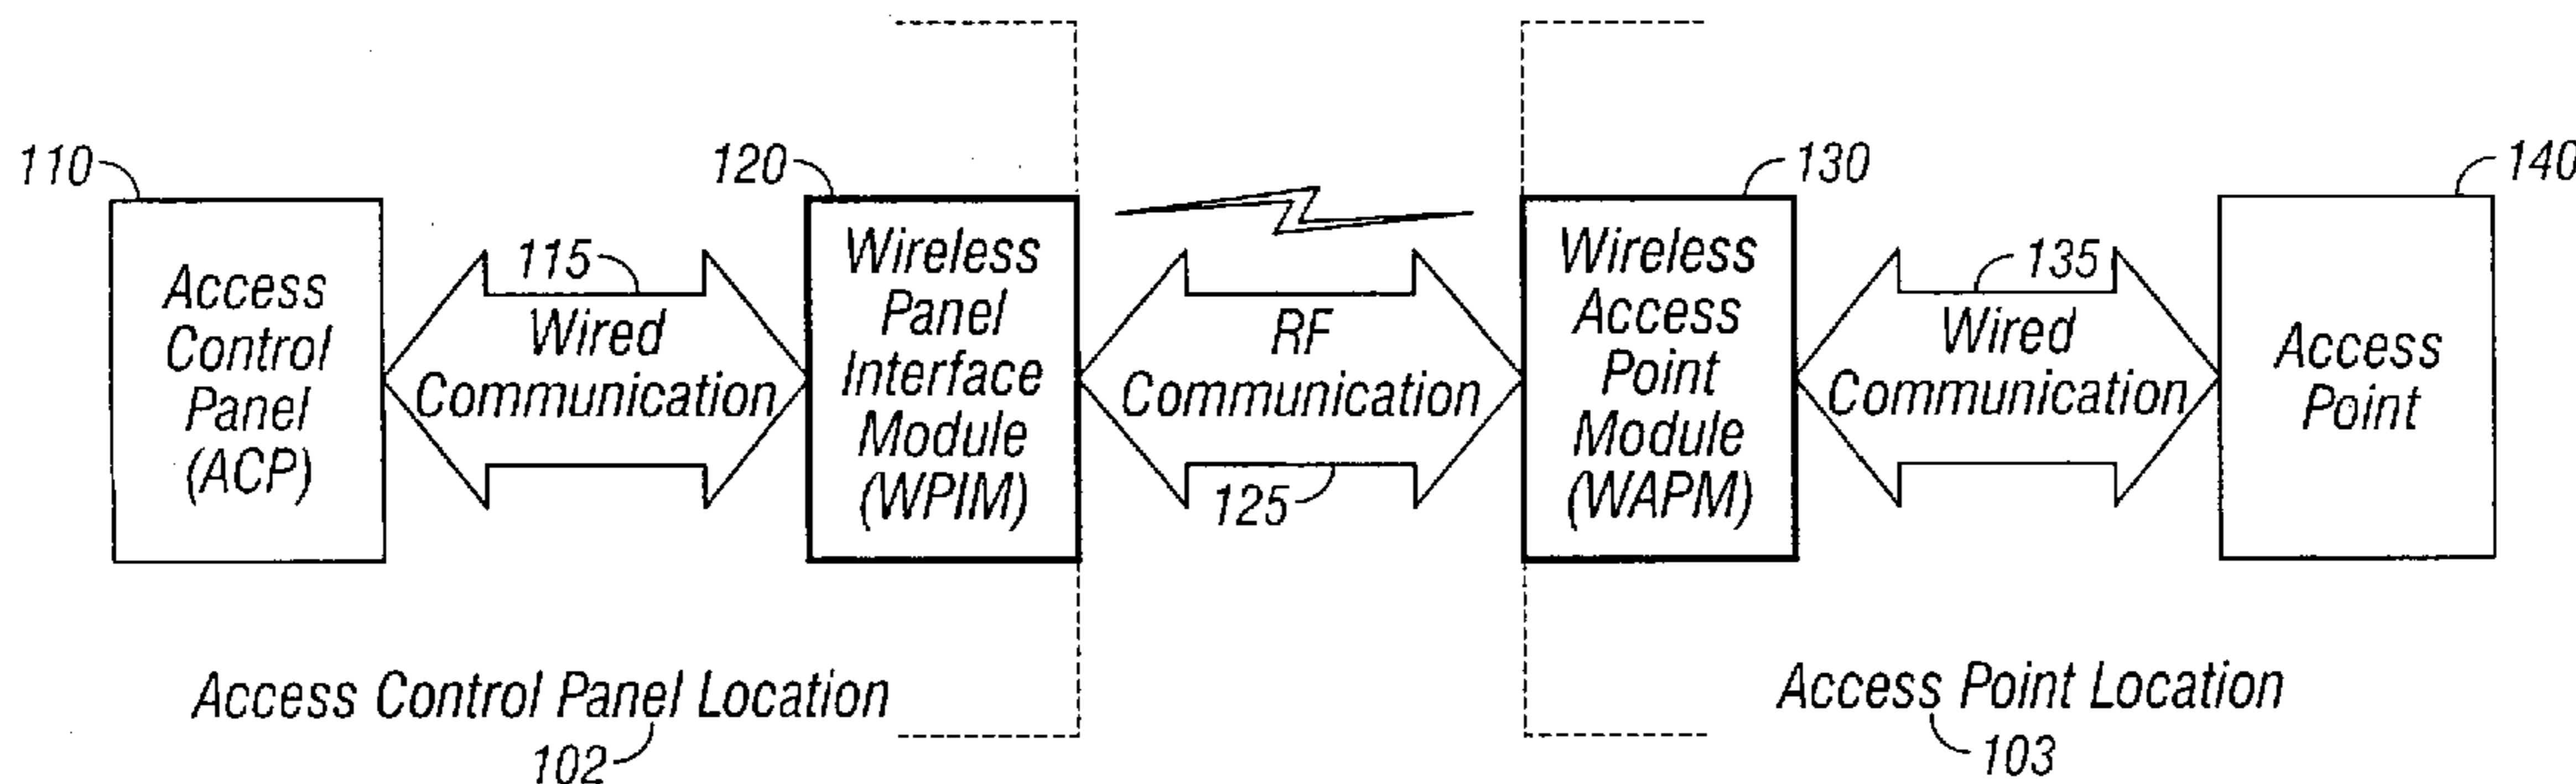 110
Access
Control
Panel
(ACP)
115
Wired
Communication
120
Wireless
Panel
Interface
Module
(WPIM)
RF
Communication
125
130
Wireless
Access
Point
Module
(WAPM)
135
Wired
Communication
140
Access
Point
Access Control Panel Location
102
Access Point Location
103